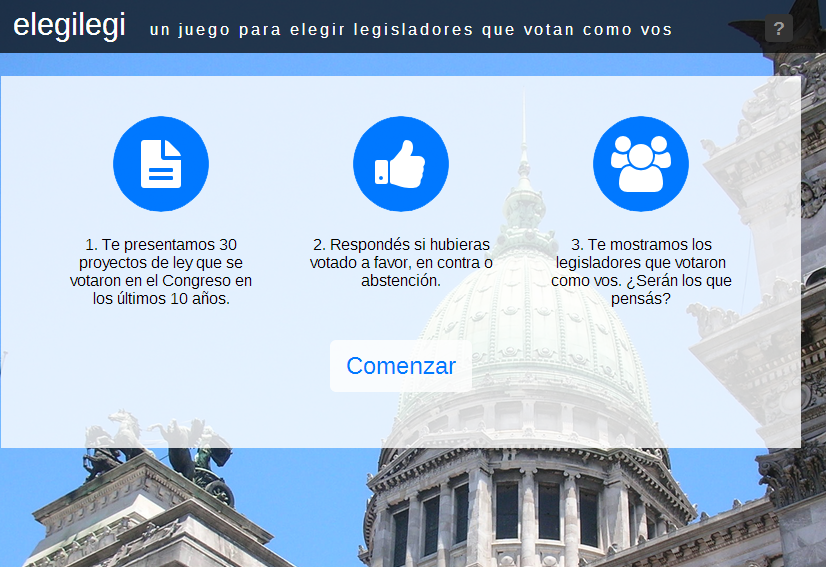 elegilegi un juego para elegir legisladores que votan como vos ?
1. Te presentamos 30
proyectos de ley que se
votaron en el Congreso en
los últimos 10 años.
2. Respondés si hubieras
votado a favor, en contra o
abstención.
3. Te mostramos los
legisladores que votaron
como vos. ¿Serán los que
pensás?
Comenzar